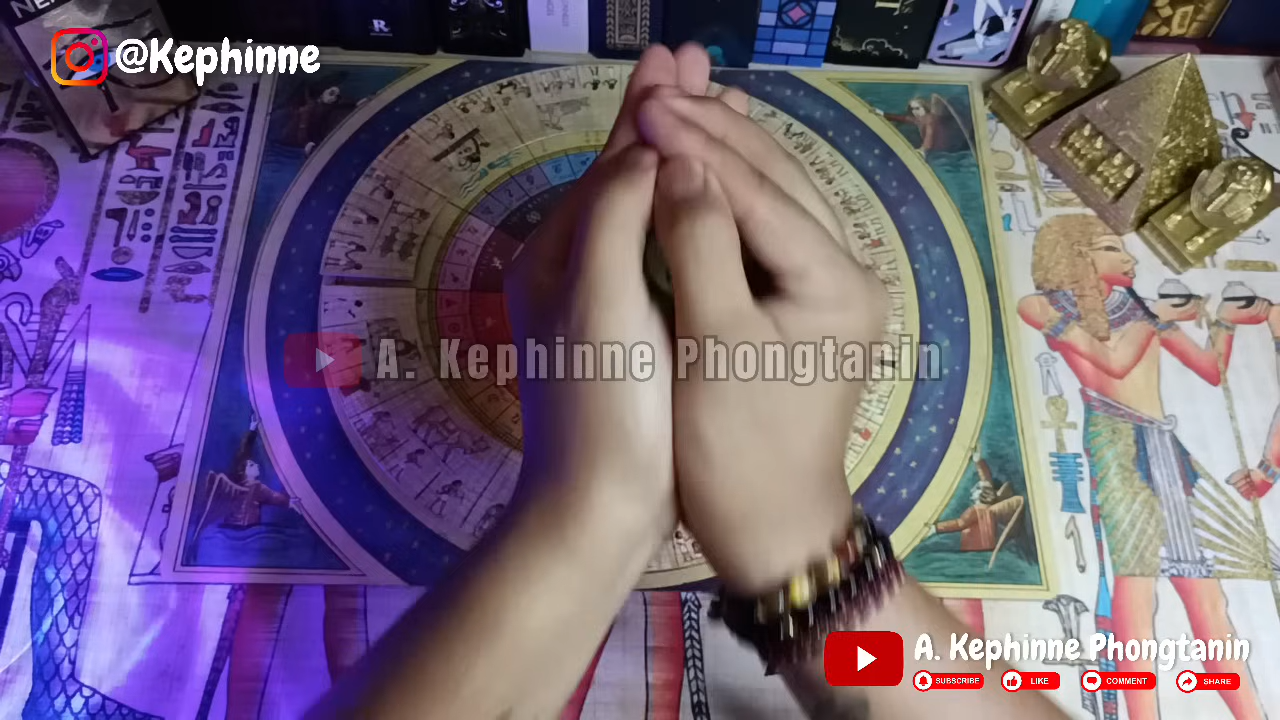 @Kephinne
A. Kephinne Phongtanin
A. Kephinne Phongtanin
SUBSCRIBE
LIKE
COMMENT
SHARE